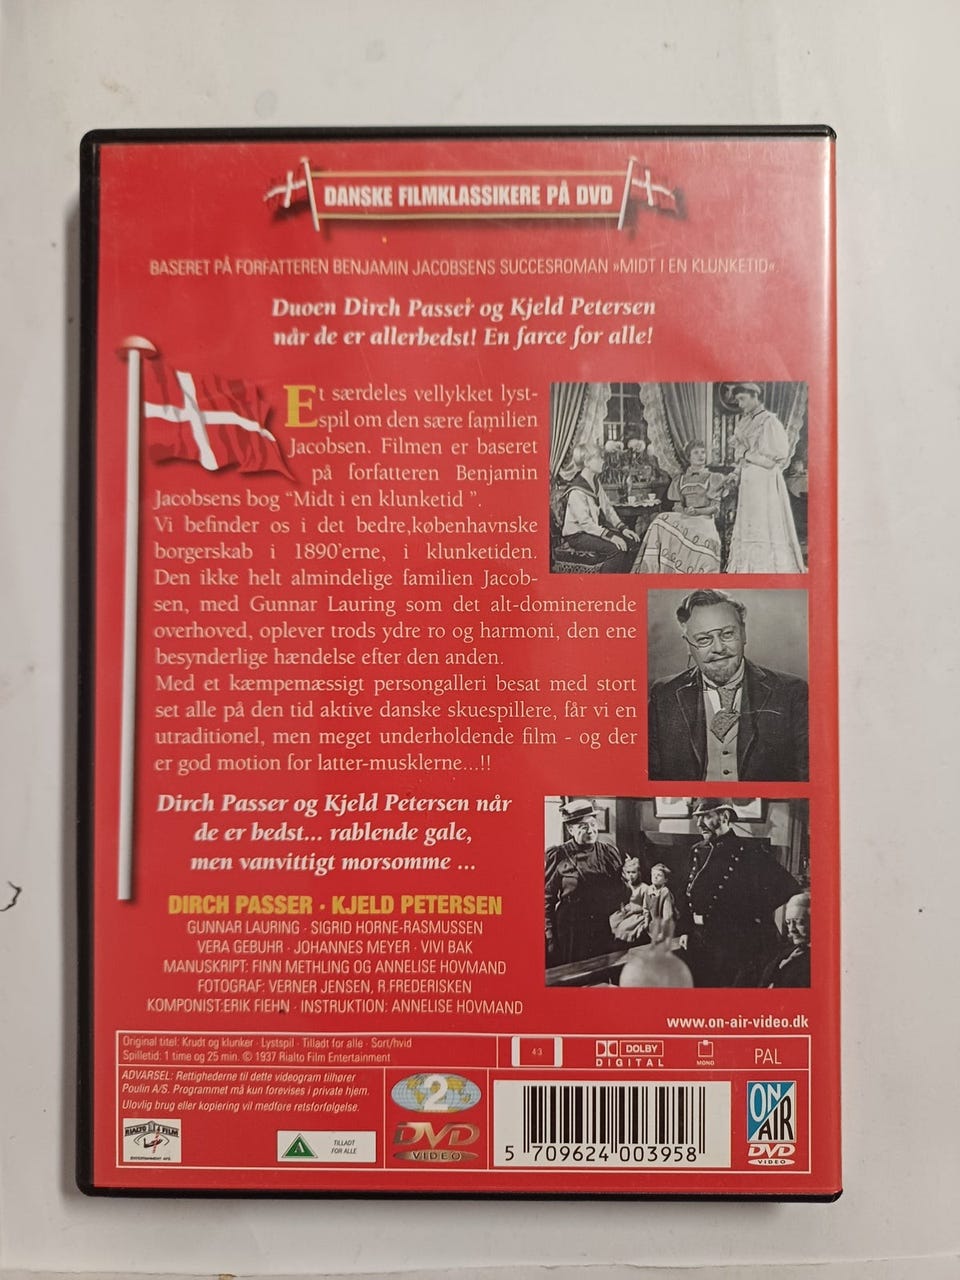 DANSKE FILMKLASSIKERE PÅ DVD
BASERET PÅ FORFATTEREN BENJAMIN JACOBSENS SUCCESROMAN »MIDT I EN KLUNKETID«.
Duoen Dirch Passer og Kjeld Petersen
når de er allerbedst! En farce for alle!
Et særdeles vellykket lyst-
spil om den sære familien
Jacobsen. Filmen er baseret
på forfatteren Benjamin
Jacobsens bog “Midt i en klunketid ”.
Vi befinder os i det bedre,københavnske
borgerskab i 1890'erne, i klunketiden.
Den ikke helt almindelige familien Jacob-
sen, med Gunnar Lauring som det alt-dominerende
overhoved, oplever trods ydre ro og harmoni, den ene
besynderlige hændelse efter den anden.
Med et kæmpemæssigt persongalleri besat med stort
set alle på den tid aktive danske skuespillere, får vi en
utraditionel, men meget underholdende film - og der
er god motion for latter-musklerne...!!
Dirch Passer og Kjeld Petersen når
de er bedst... rablende gale,
men vanvittigt morsomme ...
DIRCH PASSER · KJELD PETERSEN
GUNNAR LAURING · SIGRID HORNE-RASMUSSEN
VERA GEBUHR · JOHANNES MEYER · VIVI BAK
MANUSKRIPT: FINN METHLING OG ANNELISE HOVMAND
FOTOGRAF: VERNER JENSEN, R.FREDERISKEN
KOMPONIST:ERIK FIEHN · INSTRUKTION: ANNELISE HOVMAND
www.on-air-video.dk
Original titel: Krudt og klunker · Lystspil · Tilladt for alle · Sort/hvid
Spilletid: 1 time og 25 min. © 1937 Rialto Film Entertainment
4:3
DOLBY
DIGITAL
MONO
PAL
ADVARSEL: Rettighederne til dette videogram tilhører
Poulin A/S. Programmet må kun forevises i private hjem.
Ulovlig brug eller kopiering vil medføre retsforfølgelse.
RIALTO FILM
ENTERTAINMENT APS.
A
TILLADT
FOR ALLE
2
DVD
VIDEO
5 709624 003958
ON
AIR
DVD
VIDEO